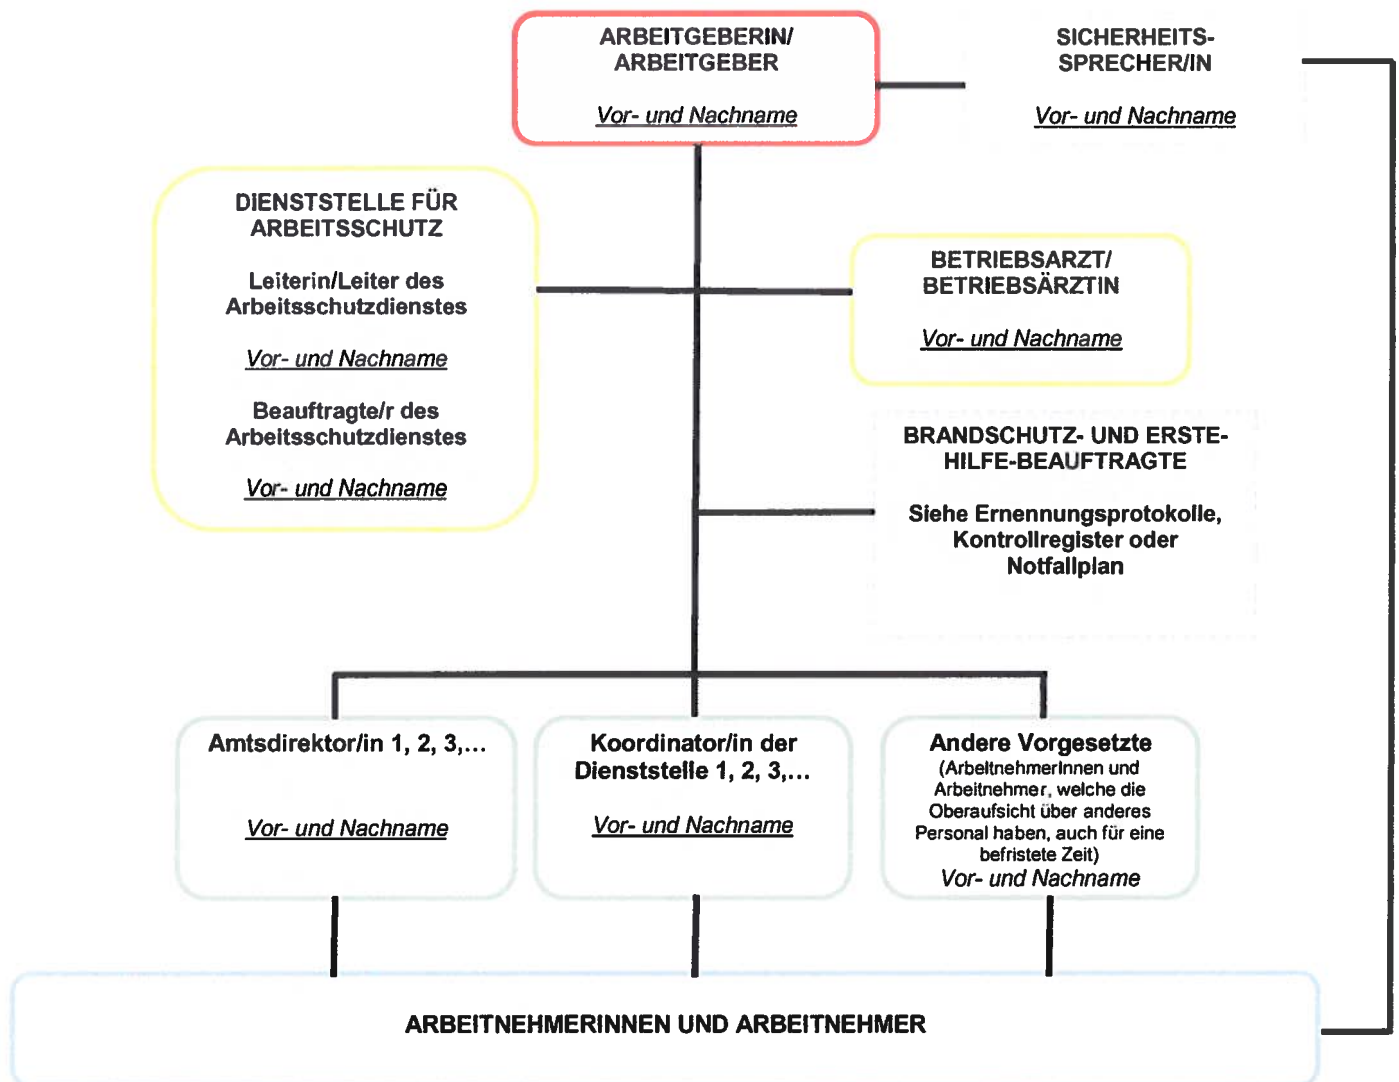 ARBEITGEBERIN/
ARBEITGEBER
Vor- und Nachname
SICHERHEITS-
SPRECHER/IN
Vor- und Nachname
DIENSTSTELLE FÜR
ARBEITSSCHUTZ
Leiterin/Leiter des
Arbeitsschutzdienstes
Vor- und Nachname
Beauftragte/r des
Arbeitsschutzdienstes
Vor- und Nachname
BETRIEBSARZT/
BETRIEBSÄRZTIN
Vor- und Nachname
BRANDSCHUTZ- UND ERSTE-
HILFE-BEAUFTRAGTE
Siehe Ernennungsprotokolle,
Kontrollregister oder
Notfallplan
Amtsdirektor/in 1, 2, 3,...
Vor- und Nachname
Koordinator/in der
Dienststelle 1, 2, 3,...
Vor- und Nachname
Andere Vorgesetzte
(ArbeitnehmerInnen und
Arbeitnehmer, welche die
Oberaufsicht über anderes
Personal haben, auch für eine
befristete Zeit)
Vor- und Nachname
ARBEITNEHMERINNEN UND ARBEITNEHMER